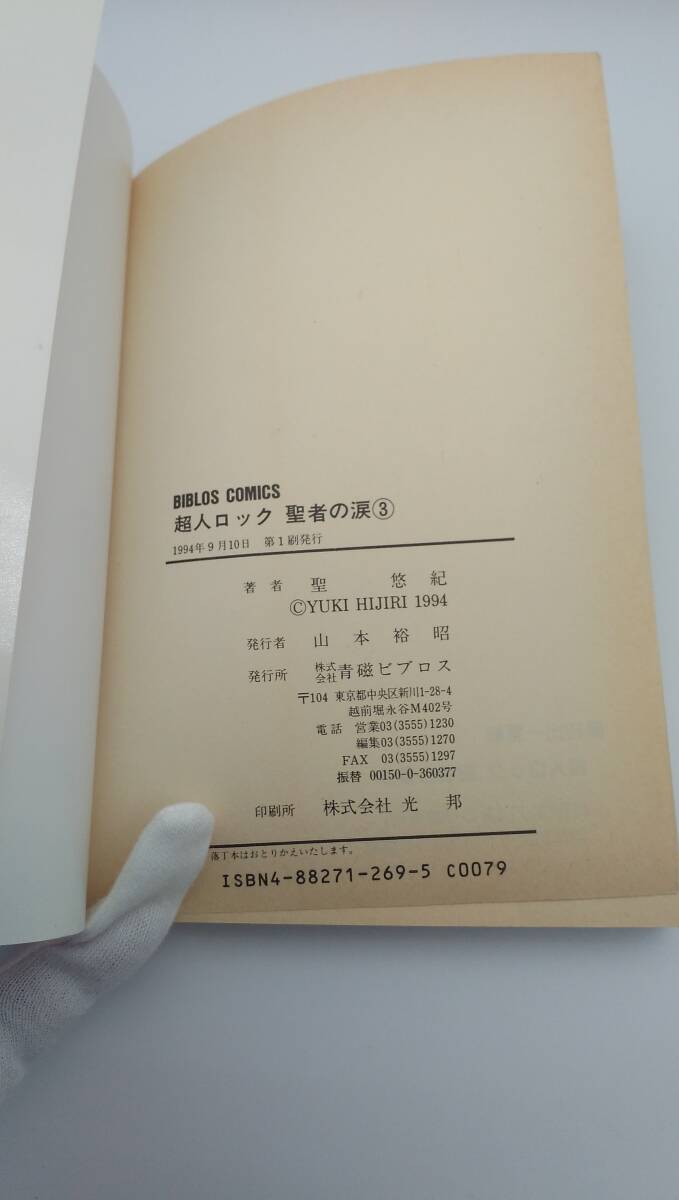 BIBLOS COMICS
超人ロック 聖者の涙③
1994年9月10日 第1刷発行
著者 聖 悠紀
©YUKI HIJIRI 1994
発行者 山本裕昭
発行所 株式会社青磁ビブロス
〒104 東京都中央区新川1-28-4
越前堀永谷M402号
電話 営業03(3555)1230
編集03(3555)1270
FAX 03(3555)1297
振替 00150-0-360377
印刷所 株式会社 光邦
落丁本はおとりかえいたします。
ISBN4-88271-269-5 C0079